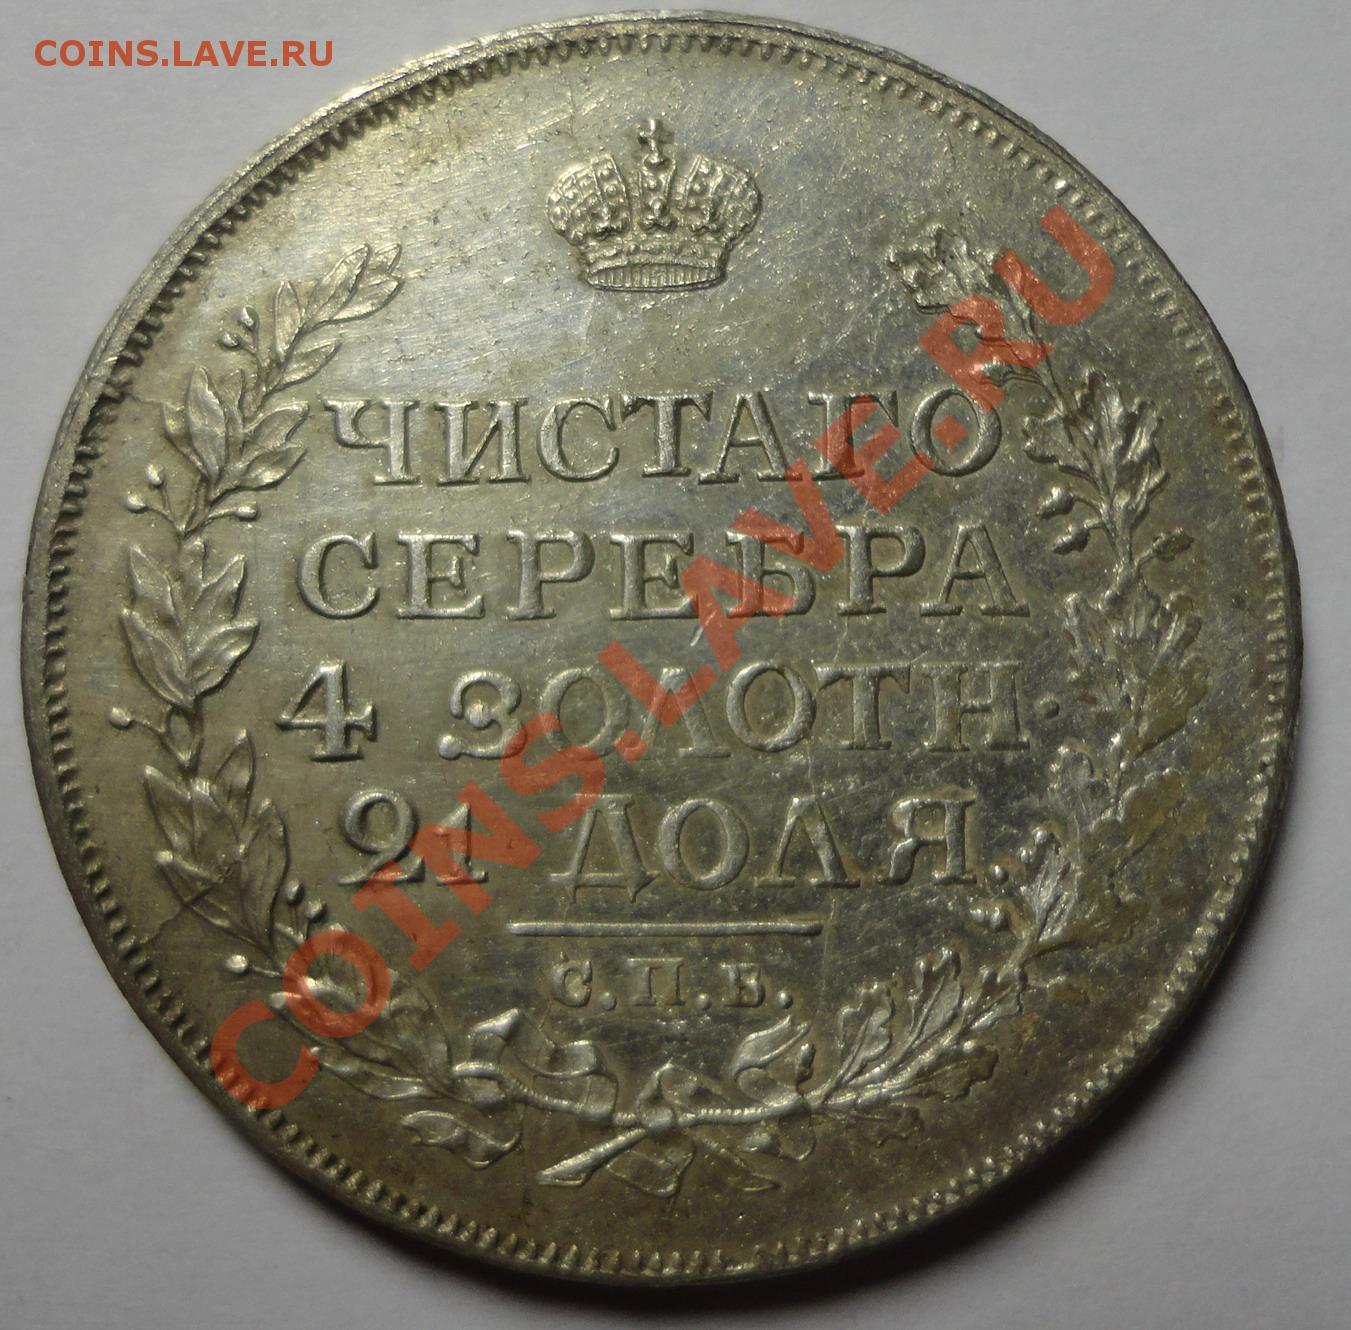 COINS.LAVE.RU
ЧИСТАГО
СЕРЕБРА
4 ЗОЛОТН.
21 ДОЛЯ
С.П.Б.
COINS.LAVE.RU